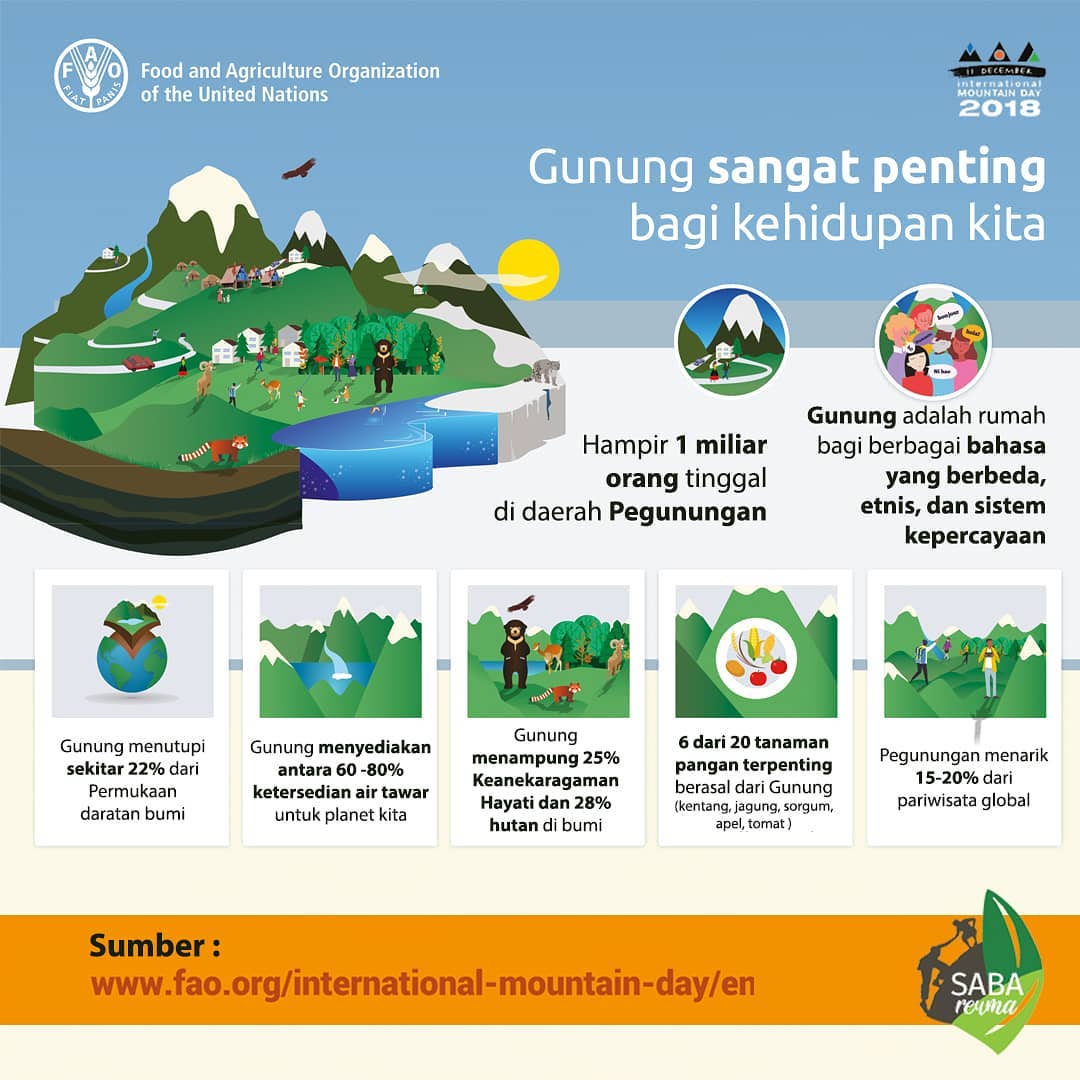 FAO
FIAT PANIS
Food and Agriculture Organization
of the United Nations
11 DECEMBER
international
MOUNTAIN DAY
2018
Gunung sangat penting
bagi kehidupan kita
bonjour
hola!
Ni hao
Hampir 1 miliar
orang tinggal
di daerah Pegunungan
Gunung adalah rumah
bagi berbagai bahasa
yang berbeda,
etnis, dan sistem
kepercayaan
Gunung menutupi
sekitar 22% dari
Permukaan
daratan bumi
Gunung menyediakan
antara 60 -80%
ketersedian air tawar
untuk planet kita
Gunung
menampung 25%
Keanekaragaman
Hayati dan 28%
hutan di bumi
6 dari 20 tanaman
pangan terpenting
berasal dari Gunung
(kentang, jagung, sorgum,
apel, tomat )
Pegunungan menarik
15-20% dari
pariwisata global
Sumber :
www.fao.org/international-mountain-day/en
SABA
rewma